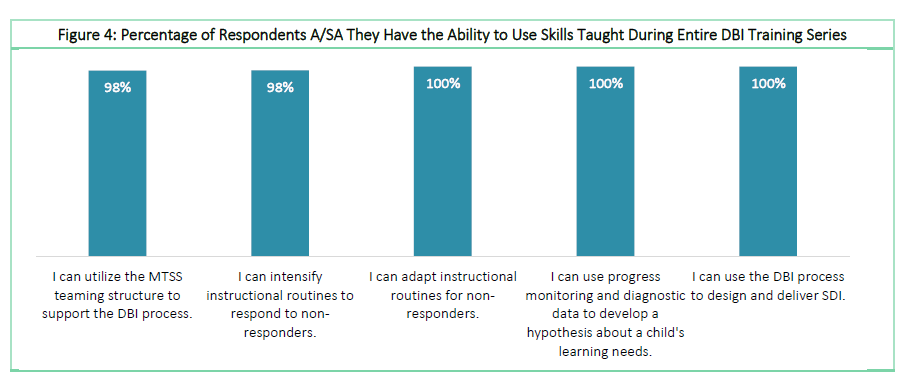 Figure 4: Percentage of Respondents A/SA They Have the Ability to Use Skills Taught During Entire DBI Training Series
98%
98%
100%
100%
100%
I can utilize the MTSS
teaming structure to
support the DBI process.
I can intensify
instructional routines to
respond to non-
responders.
I can adapt instructional
routines for non-
responders.
I can use progress
monitoring and diagnostic
data to develop a
hypothesis about a child's
learning needs.
I can use the DBI process
to design and deliver SDI.